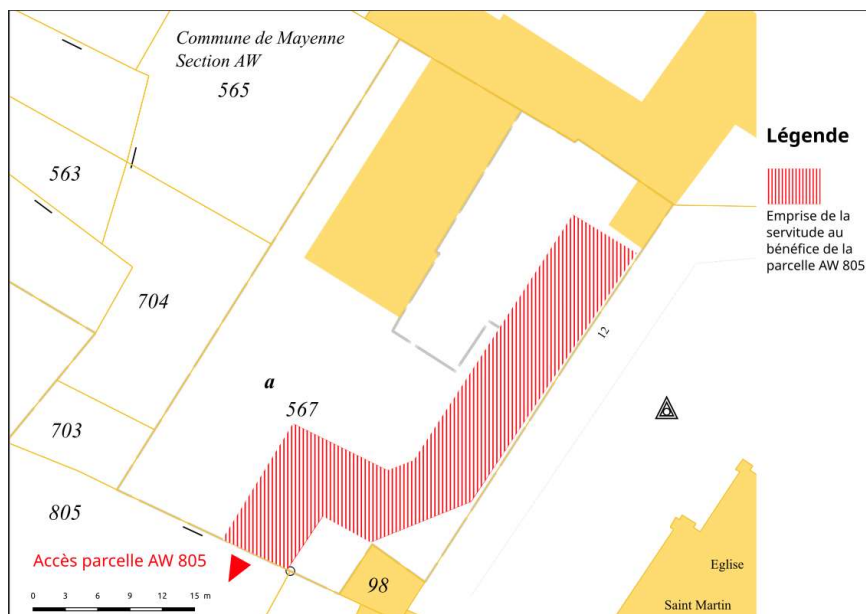 Commune de Mayenne
Section AW
565
563
704
a
567
703
805
Accès parcelle AW 805
0 3 6 9 12 15 m
98
12
Eglise
Saint Martin
Légende
Emprise de la
servitude au
bénéfice de la
parcelle AW 805